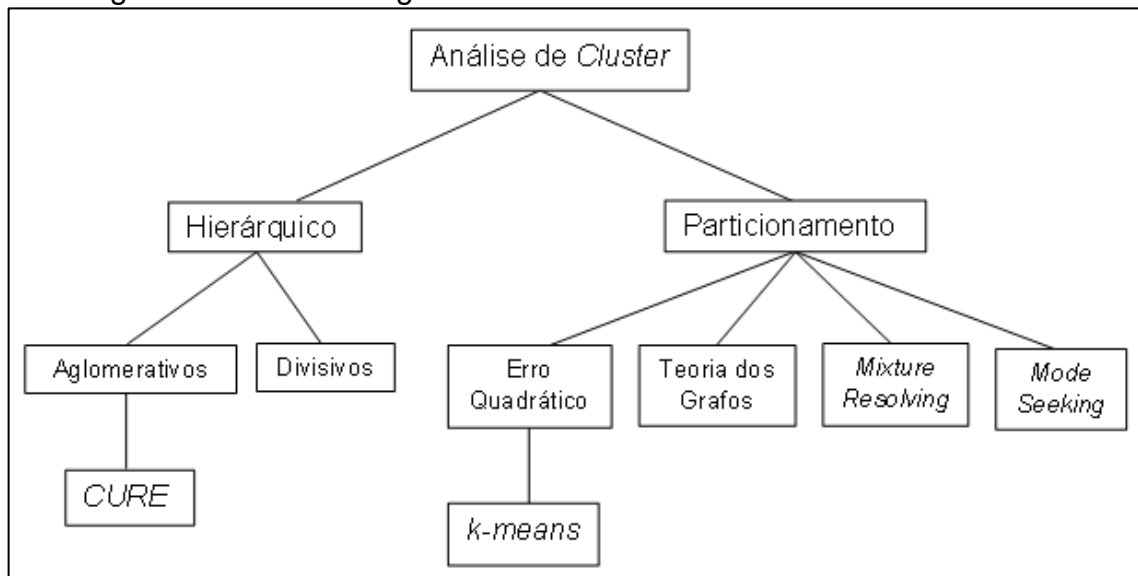 Análise de Cluster
Hierárquico
Particionamento
Aglomerativos
Divisivos
Erro
Quadrático
Teoria dos
Grafos
Mixture
Resolving
Mode
Seeking
CURE
k-means